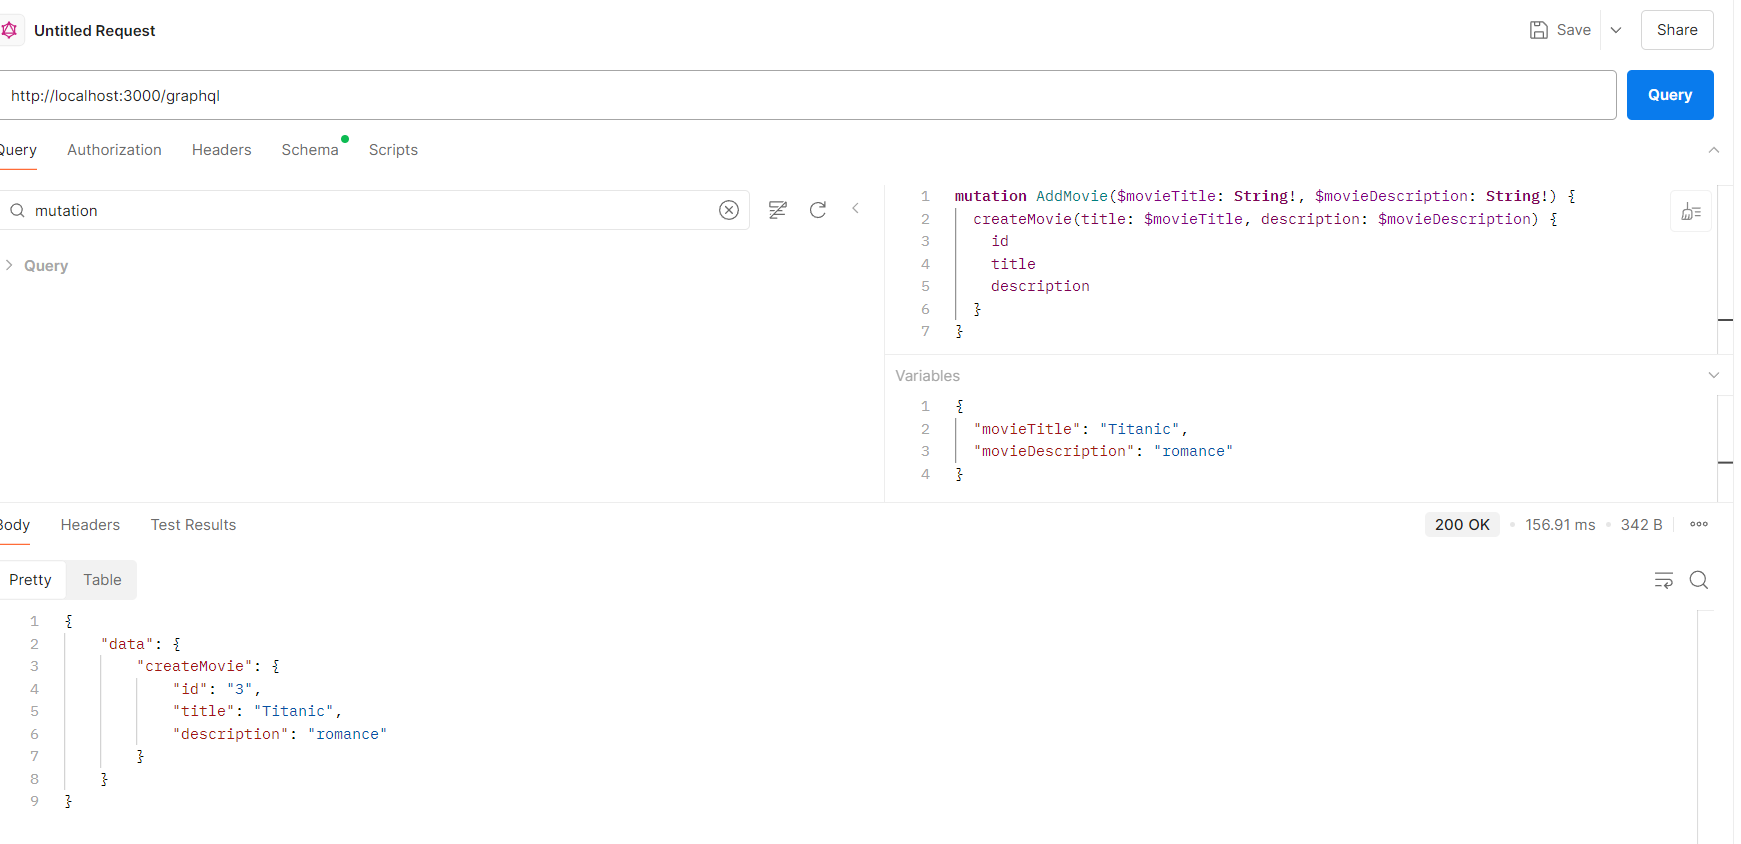 Untitled Request
Save
Share
http://localhost:3000/graphql
Query
Query
Authorization
Headers
Schema
Scripts
mutation
Query
1 mutation AddMovie($movieTitle: String!, $movieDescription: String!) {
2 createMovie(title: $movieTitle, description: $movieDescription) {
3 id
4 title
5 description
6 }
7 }
Variables
1 {
2 "movieTitle": "Titanic",
3 "movieDescription": "romance"
4 }
Body
Headers
Test Results
200 OK
156.91 ms
342 B
Pretty
Table
1 {
2 "data": {
3 "createMovie": {
4 "id": "3",
5 "title": "Titanic",
6 "description": "romance"
7 }
8 }
9 }